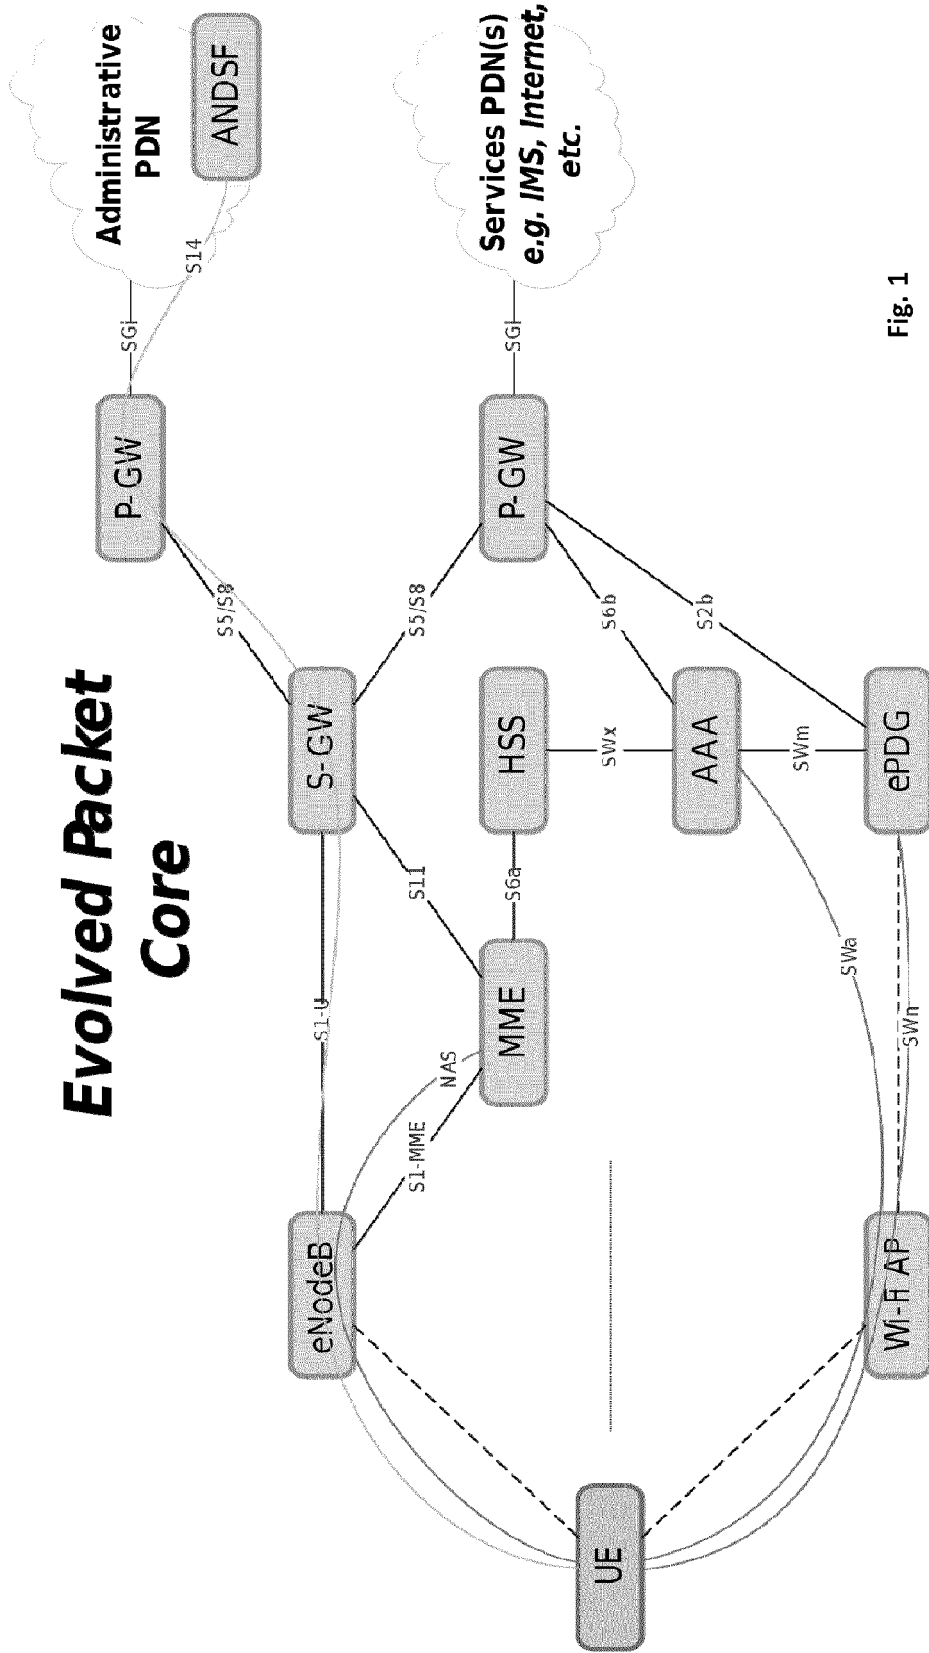 Evolved Packet
Core
Administrative
PDN
ANDSF
S14
SGi
P-GW
S5/S8
S-GW
S1-U
eNodeB
S5/S8
S11
NAS
S1-MME
MME
S6a
HSS
P-GW
SGi
Services PDN(s)
e.g. IMS, Internet,
etc.
SWx
S6b
AAA
S2b
SWm
SWa
UE
Wi-Fi AP
SWn
ePDG
Fig. 1